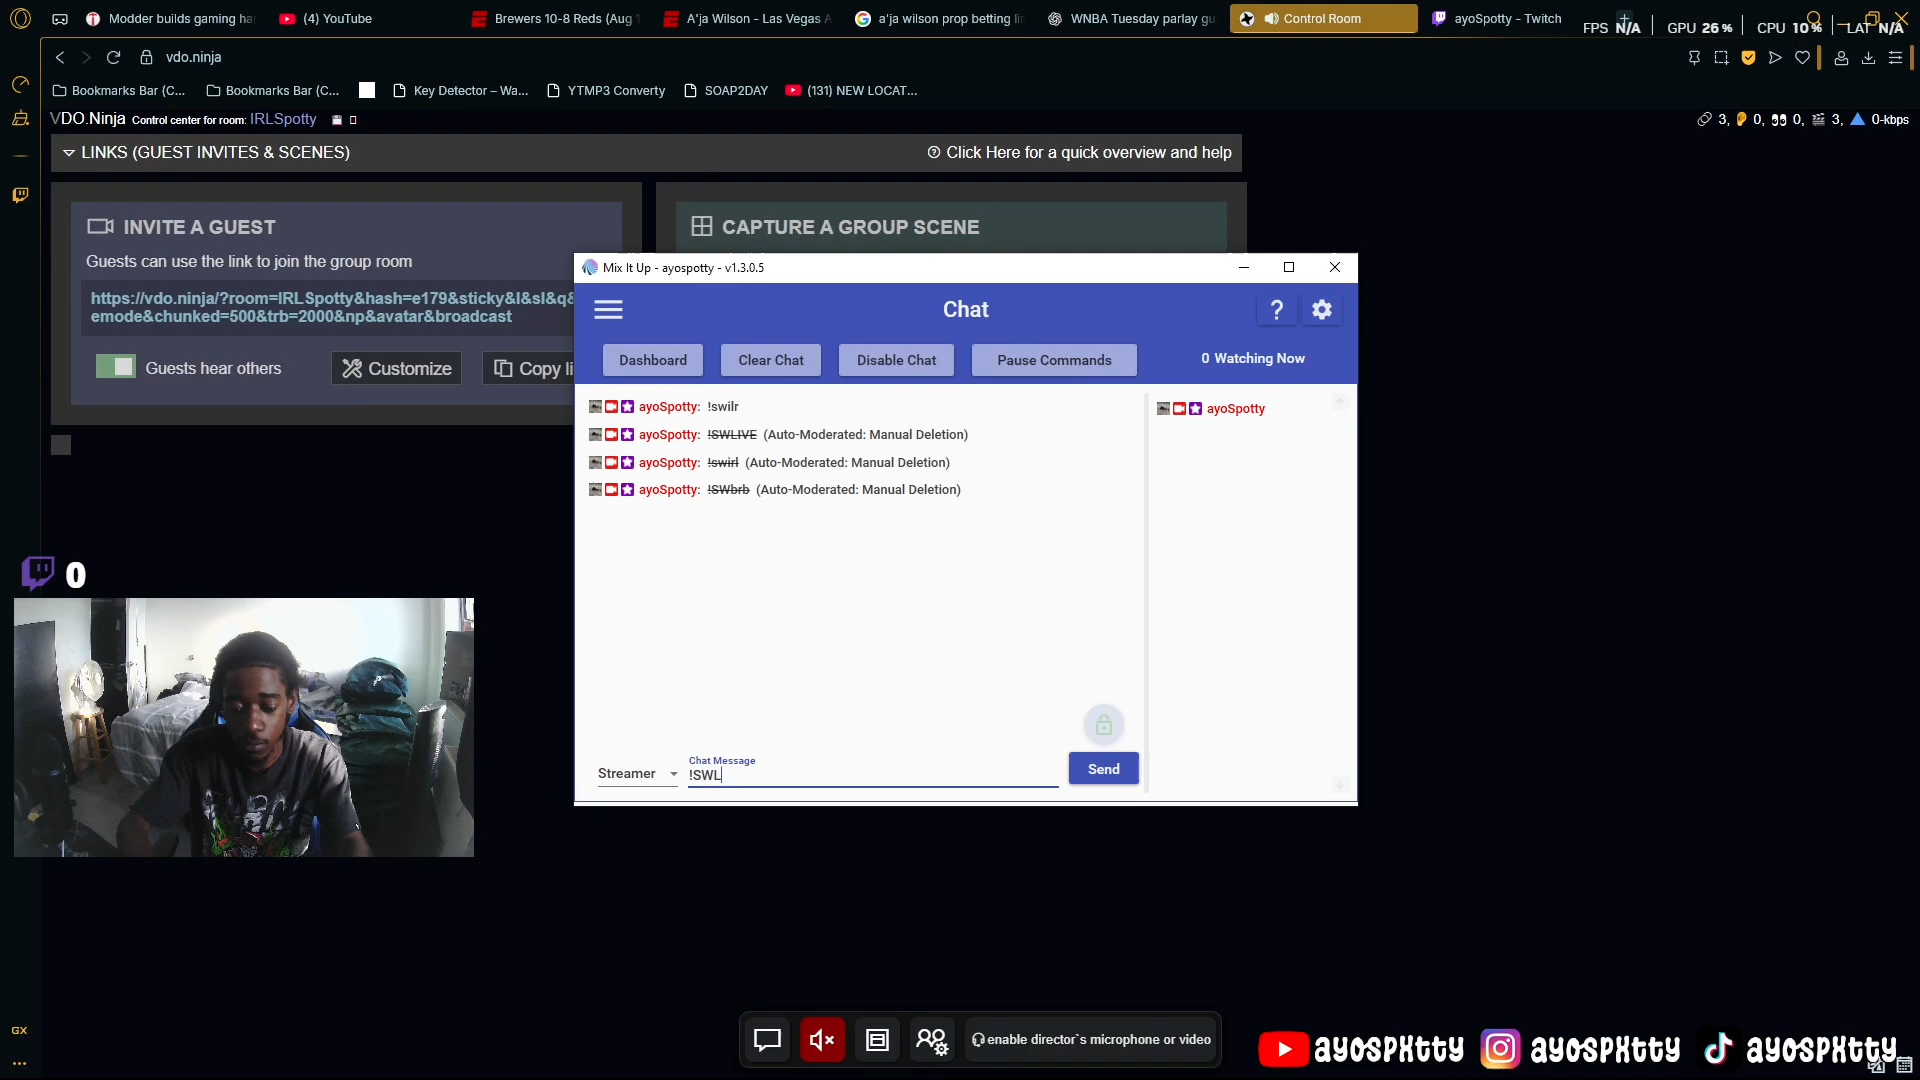 Modder builds gaming ha
(4) YouTube
Brewers 10-8 Reds (Aug 1
A'ja Wilson - Las Vegas A
a'ja wilson prop betting li
WNBA Tuesday parlay gu
Control Room
ayoSpotty - Twitch
FPS N/A
GPU 26 %
CPU 10 %
LAT N/A
vdo.ninja
Bookmarks Bar (C...
Bookmarks Bar (C...
Key Detector – Wa...
YTMP3 Converty
SOAP2DAY
(131) NEW LOCAT...
VDO.Ninja Control center for room: IRLSpotty
3, 0, 0, 3, 0-kbps
LINKS (GUEST INVITES & SCENES)
Click Here for a quick overview and help
INVITE A GUEST
Guests can use the link to join the group room
https://vdo.ninja/?room=IRLSpotty&hash=e179&sticky&l&sl&q&
emode&chunked=500&trb=2000&np&avatar&broadcast
Guests hear others
Customize
Copy li
CAPTURE A GROUP SCENE
Mix It Up - ayospotty - v1.3.0.5
Chat
?
Dashboard
Clear Chat
Disable Chat
Pause Commands
0 Watching Now
ayoSpotty: !swilr
ayoSpotty: !SWLIVE (Auto-Moderated: Manual Deletion)
ayoSpotty: !swirl (Auto-Moderated: Manual Deletion)
ayoSpotty: !SWbrb (Auto-Moderated: Manual Deletion)
ayoSpotty
Streamer
Chat Message
!SWL
Send
0
GX
enable director`s microphone or video
ayospHtty
ayospHtty
ayospHtty